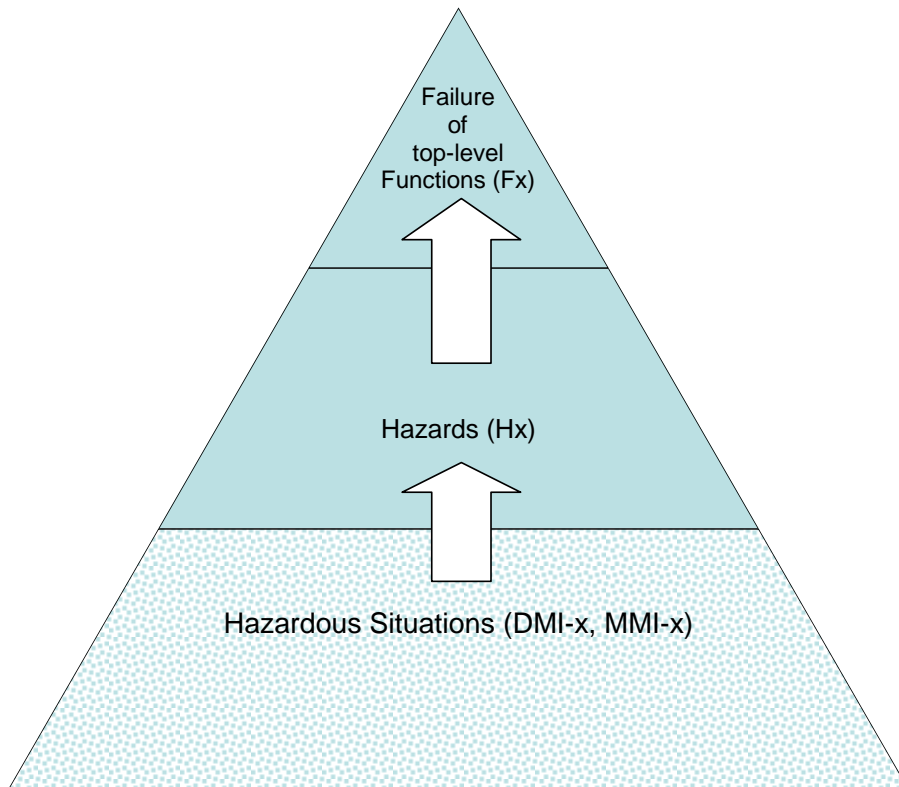 Failure
of
top-level
Functions (Fx)
Hazards (Hx)
Hazardous Situations (DMI-x, MMI-x)